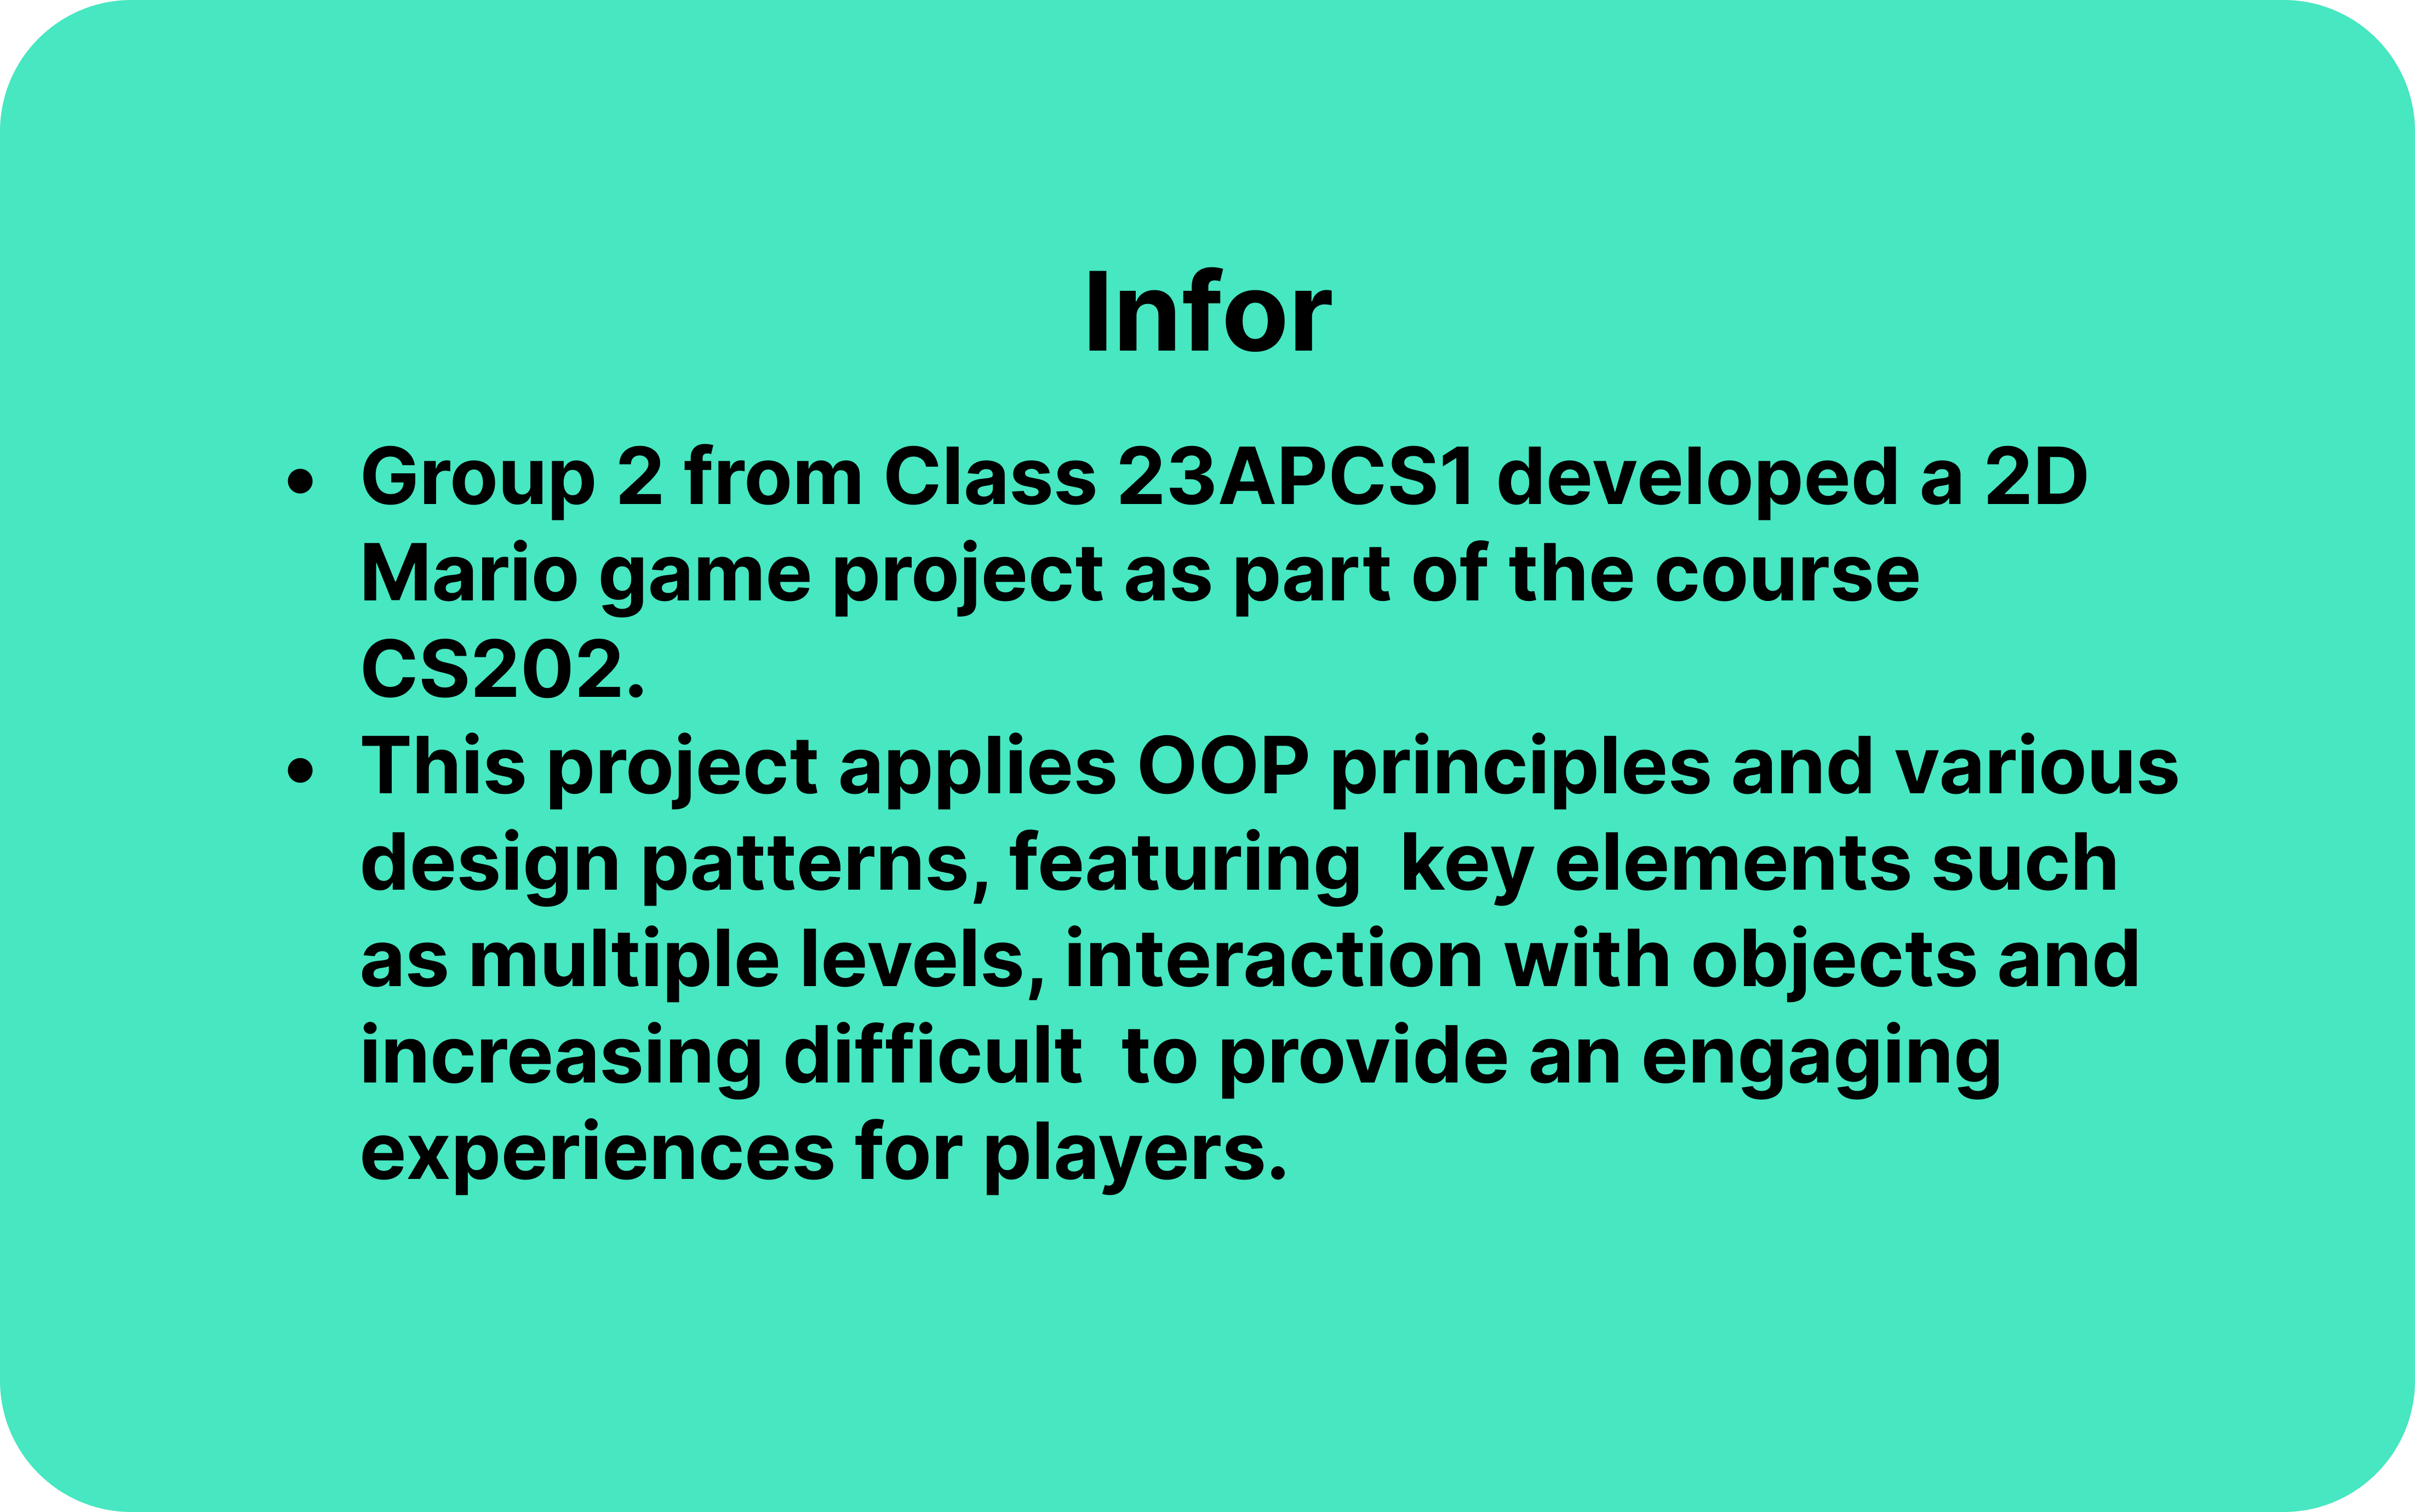 Infor
• Group 2 from Class 23APCS1 developed a 2D
Mario game project as part of the course
CS202.
• This project applies OOP principles and various
design patterns, featuring  key elements such
as multiple levels, interaction with objects and
increasing difficult  to provide an engaging
experiences for players.